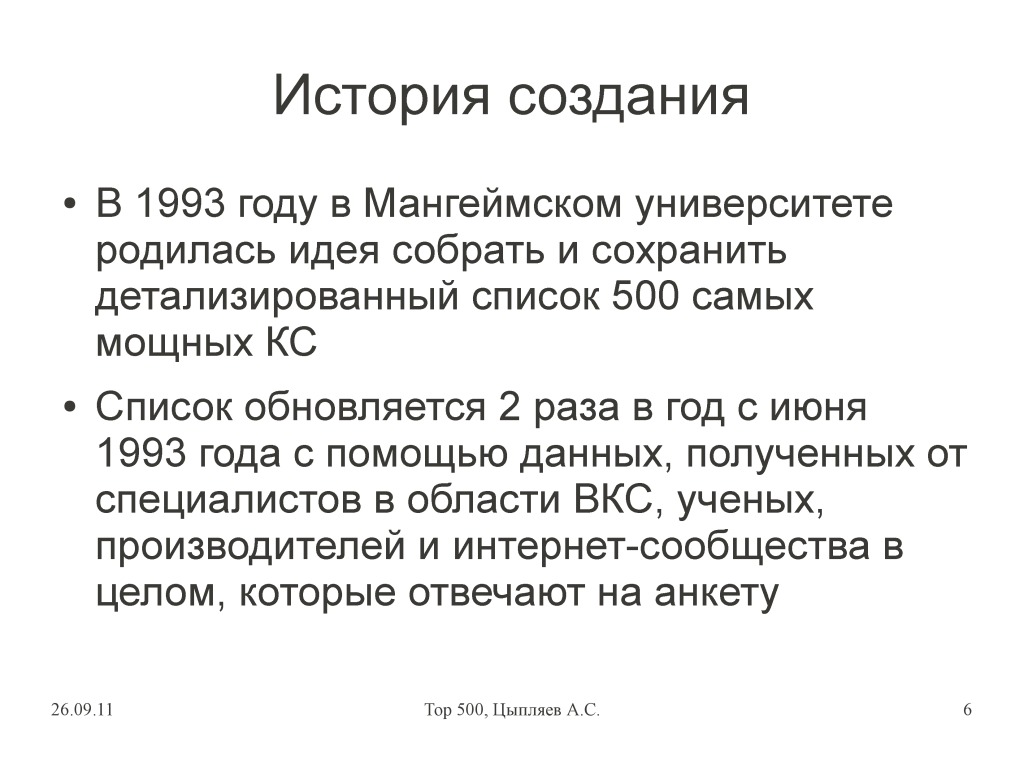 История создания
• В 1993 году в Мангеймском университете
родилась идея собрать и сохранить
детализированный список 500 самых
мощных КС
• Список обновляется 2 раза в год с июня
1993 года с помощью данных, полученных от
специалистов в области ВКС, ученых,
производителей и интернет-сообщества в
целом, которые отвечают на анкету
26.09.11 Top 500, Цыпляев А.С. 6